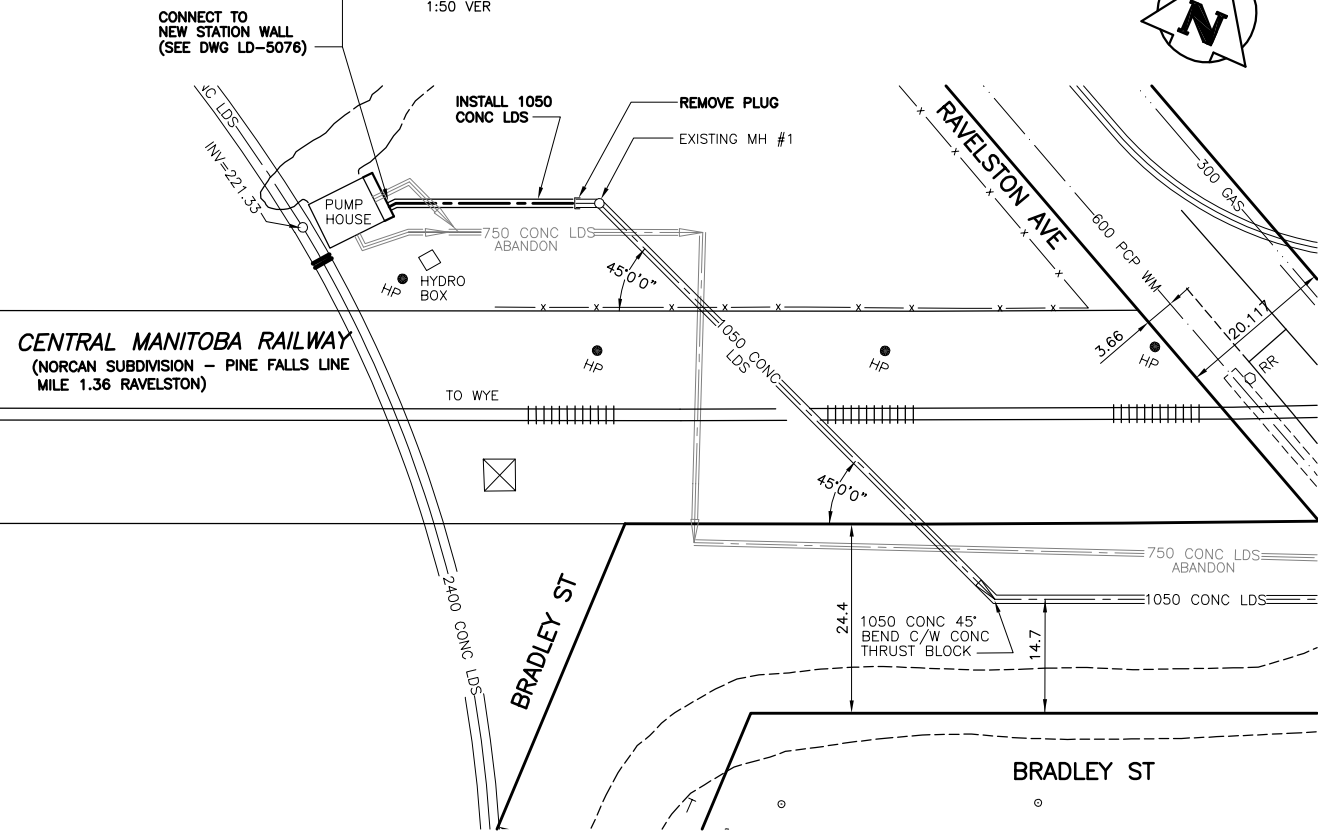 1:50 VER
CONNECT TO
NEW STATION WALL
(SEE DWG LD-5076)
N
NC LDS
INV=221.33
INSTALL 1050
CONC LDS
REMOVE PLUG
EXISTING MH #1
RAVELSTON AVE
300 GAS
600 PCP WM
PUMP
HOUSE
750 CONC LDS
ABANDON
HYDRO
BOX
HP
45°0'0"
1050 CONC
LDS
3.66
20.117
HP
HP
HP
RR
CENTRAL MANITOBA RAILWAY
(NORCAN SUBDIVISION - PINE FALLS LINE
MILE 1.36 RAVELSTON)
TO WYE
45°0'0"
2400 CONC LDS
BRADLEY ST
750 CONC LDS
ABANDON
1050 CONC LDS
24.4
1050 CONC 45°
BEND C/W CONC
THRUST BLOCK
14.7
BRADLEY ST